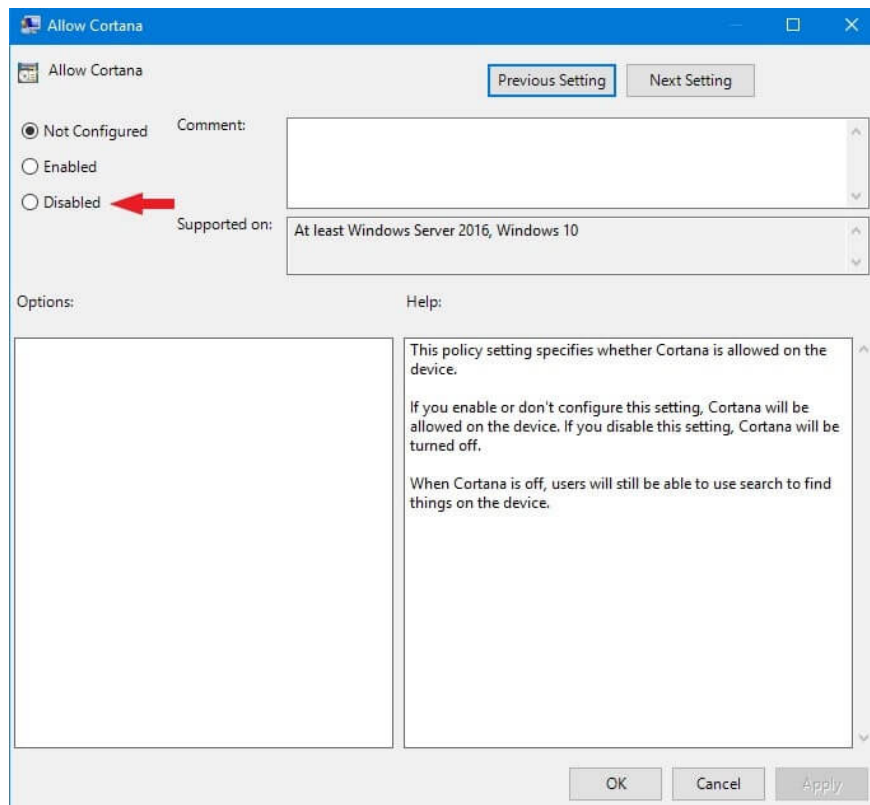 Allow Cortana
Allow Cortana
Previous Setting
Next Setting
Not Configured
Comment:
Enabled
Disabled
Supported on:
At least Windows Server 2016, Windows 10
Options:
Help:
This policy setting specifies whether Cortana is allowed on the
device.
If you enable or don't configure this setting, Cortana will be
allowed on the device. If you disable this setting, Cortana will be
turned off.
When Cortana is off, users will still be able to use search to find
things on the device.
OK
Cancel
Apply